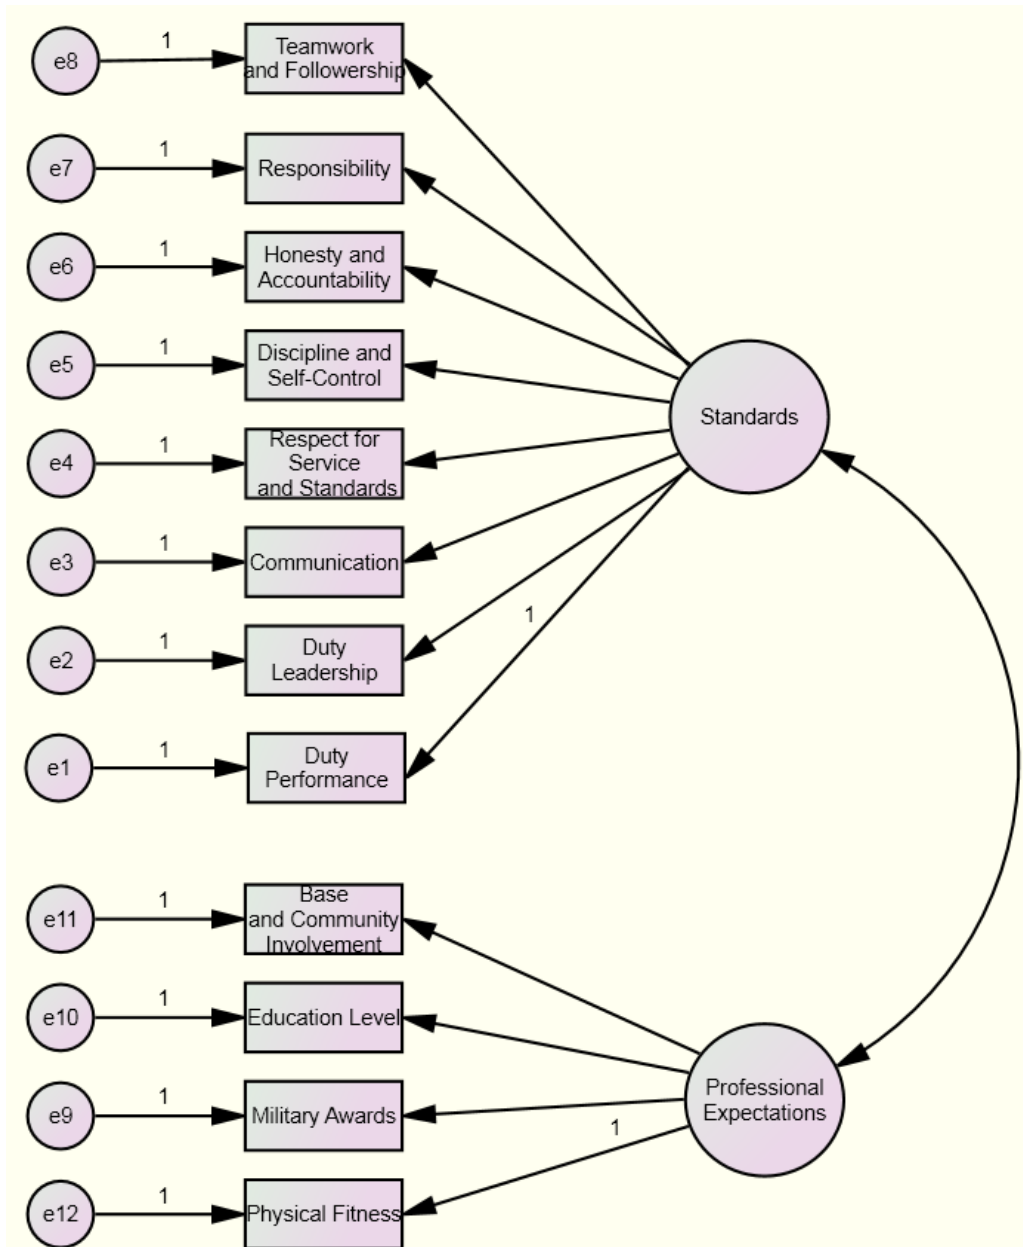 e8
1
Teamwork
and Followership
e7
1
Responsibility
e6
1
Honesty and
Accountability
e5
1
Discipline and
Self-Control
e4
1
Respect for
Service
and Standards
e3
1
Communication
e2
1
Duty
Leadership
e1
1
Duty
Performance
1
Standards
e11
1
Base
and Community
Involvement
e10
1
Education Level
e9
1
Military Awards
e12
1
Physical Fitness
1
Professional
Expectations